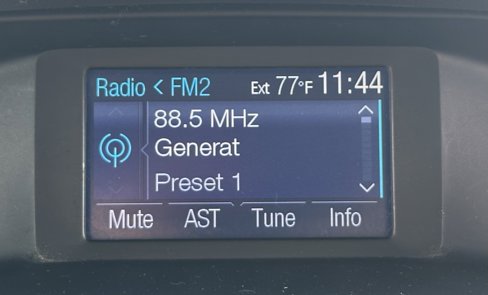 Radio < FM2 Ext 77°F 11:44
88.5 MHz
Generat
Preset 1
Mute AST Tune Info